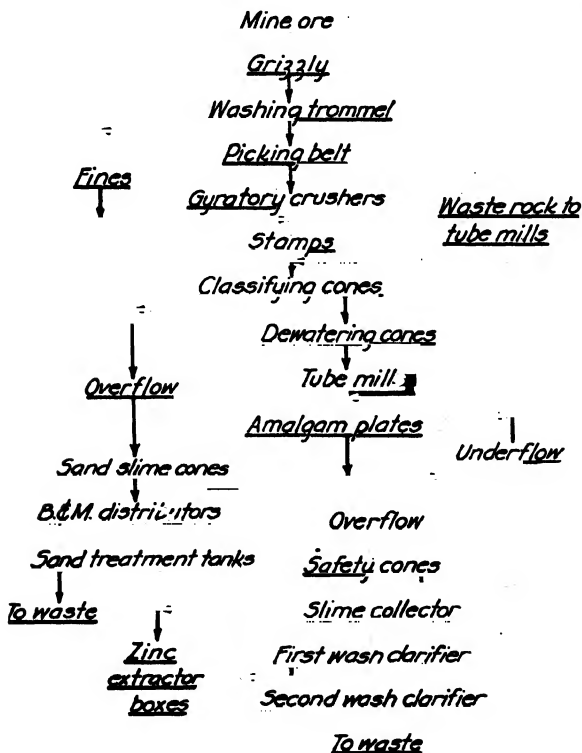 Mine ore
Grizzly
Washing trommel
Picking belt
Fines
Gyratory crushers
Waste rock to
tube mills
Stamps
Classifying cones
Dewatering cones
Tube mill
Overflow
Amalgam plates
Underflow
Sand slime cones
B.&M. distributors
Overflow
Sand treatment tanks
Safety cones
To waste
Slime collector
Zinc
extractor
boxes
First wash clarifier
Second wash clarifier
To waste